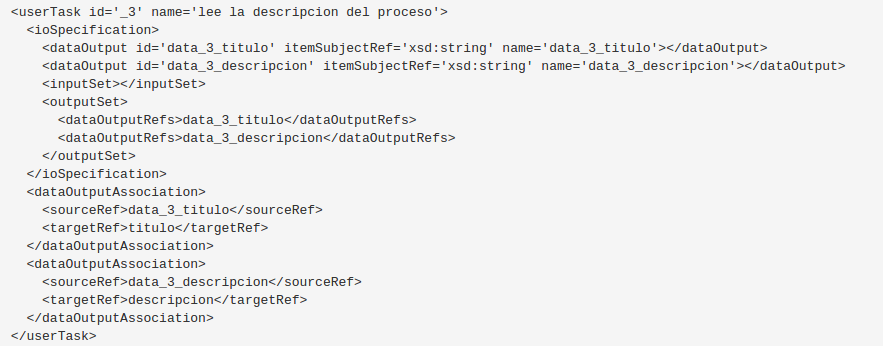 <userTask id='_3' name='lee la descripcion del proceso'>
  <ioSpecification>
    <dataOutput id='data_3_titulo' itemSubjectRef='xsd:string' name='data_3_titulo'></dataOutput>
    <dataOutput id='data_3_descripcion' itemSubjectRef='xsd:string' name='data_3_descripcion'></dataOutput>
    <inputSet></inputSet>
    <outputSet>
      <dataOutputRefs>data_3_titulo</dataOutputRefs>
      <dataOutputRefs>data_3_descripcion</dataOutputRefs>
    </outputSet>
  </ioSpecification>
  <dataOutputAssociation>
    <sourceRef>data_3_titulo</sourceRef>
    <targetRef>titulo</targetRef>
  </dataOutputAssociation>
  <dataOutputAssociation>
    <sourceRef>data_3_descripcion</sourceRef>
    <targetRef>descripcion</targetRef>
  </dataOutputAssociation>
</userTask>